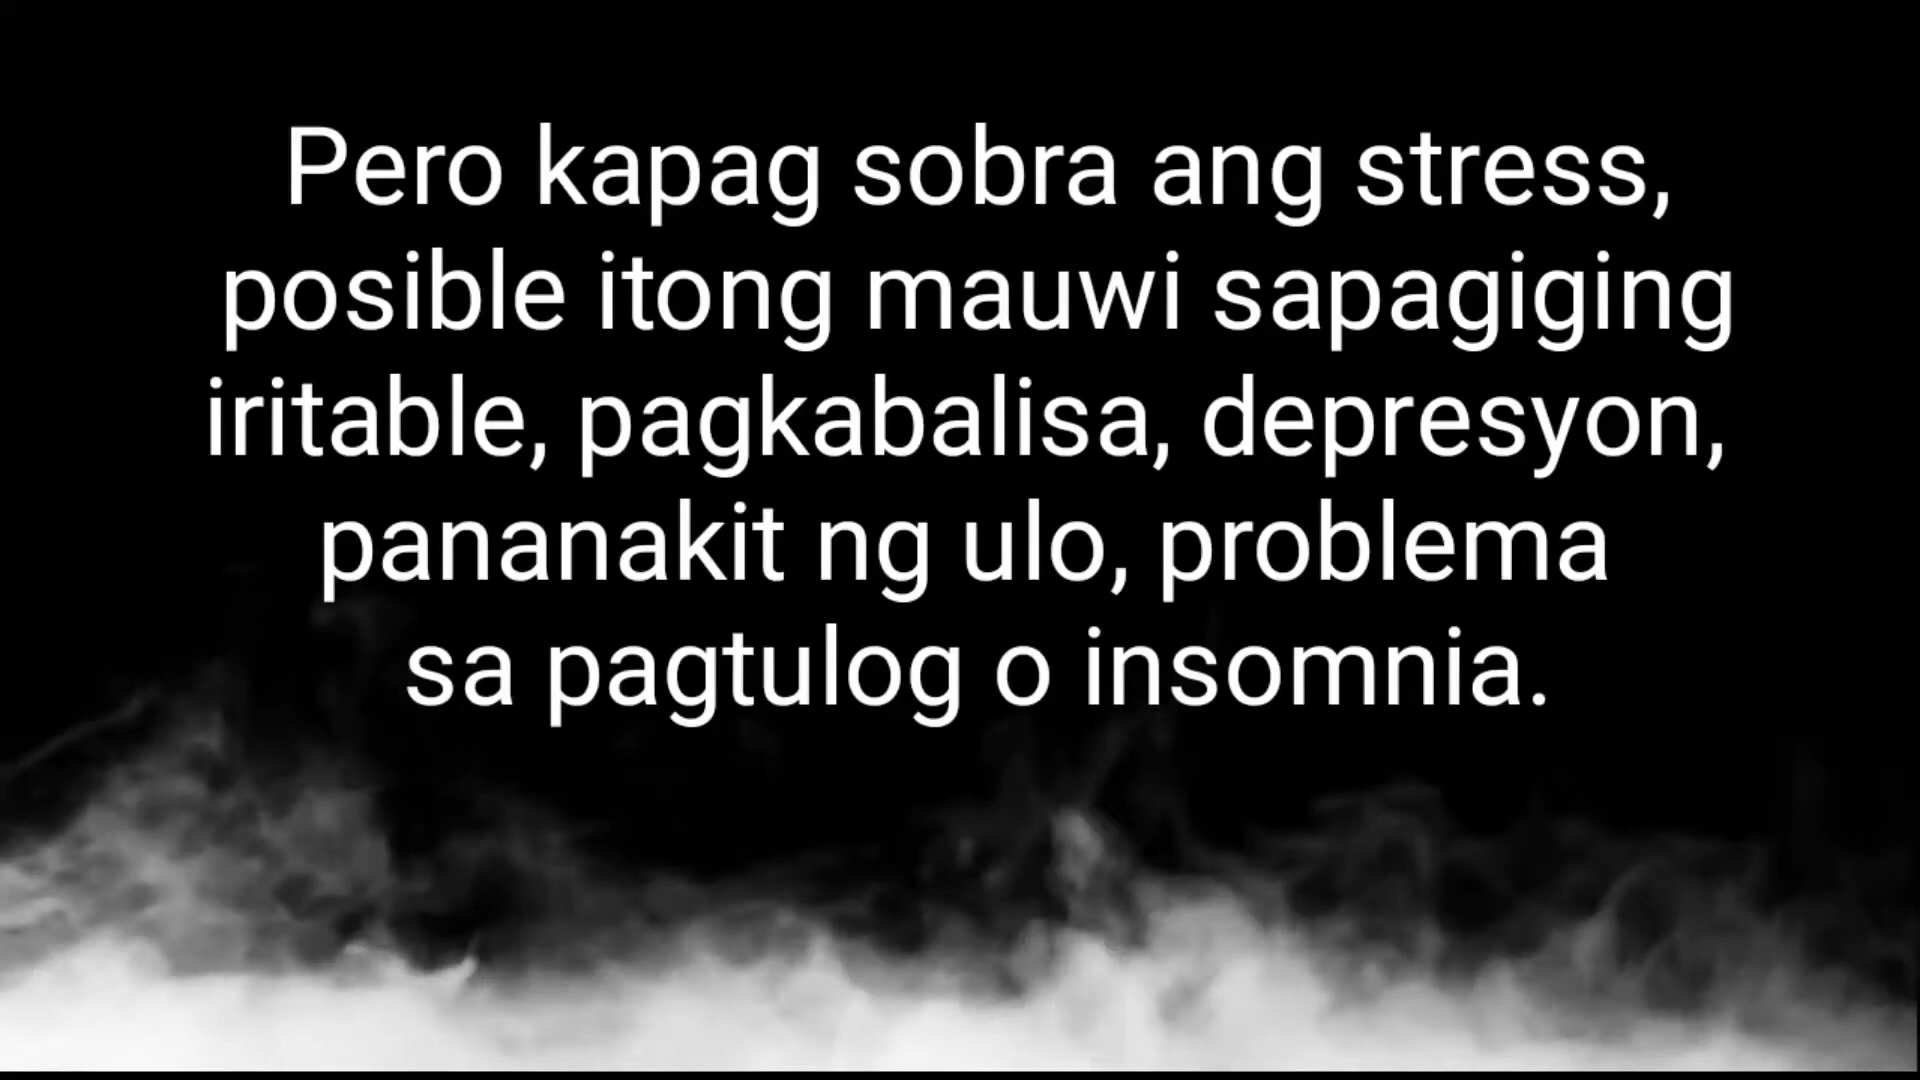 Pero kapag sobra ang stress,
posible itong mauwi sapagiging
iritable, pagkabalisa, depresyon,
pananakit ng ulo, problema
sa pagtulog o insomnia.